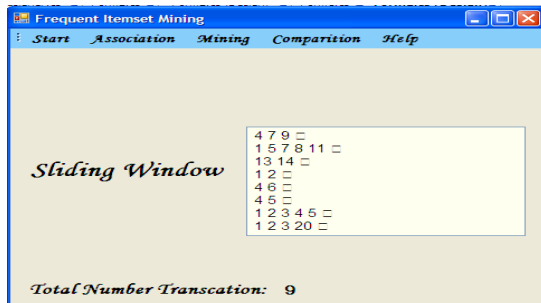 Frequent Itemset Mining
Start Association Mining Comparition Help
4 7 9 □
1 5 7 8 11 □
13 14 □
1 2 □
4 6 □
4 5 □
1 2 3 4 5 □
1 2 3 20 □
Sliding Window
Total Number Transcation: 9